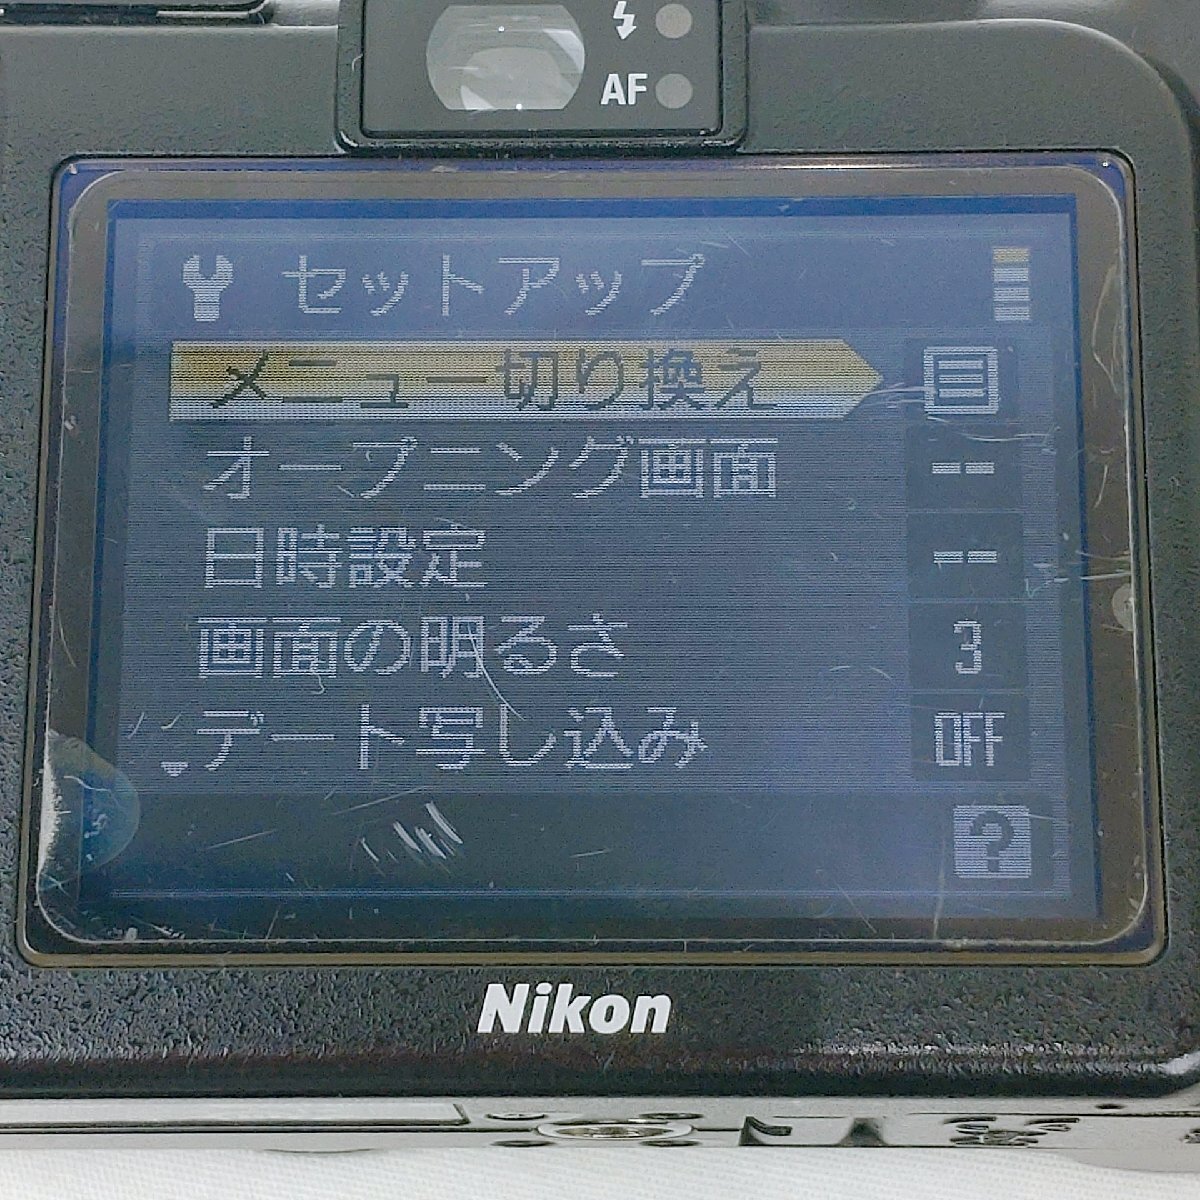 AF
セットアップ
メニュー切り換え
オープニング画面 --
日時設定 --
画面の明るさ 3
デート写し込み OFF
?
Nikon